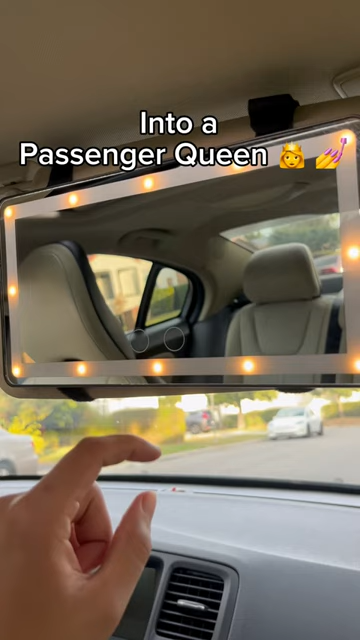 Into a
Passenger Queen 👸 💅